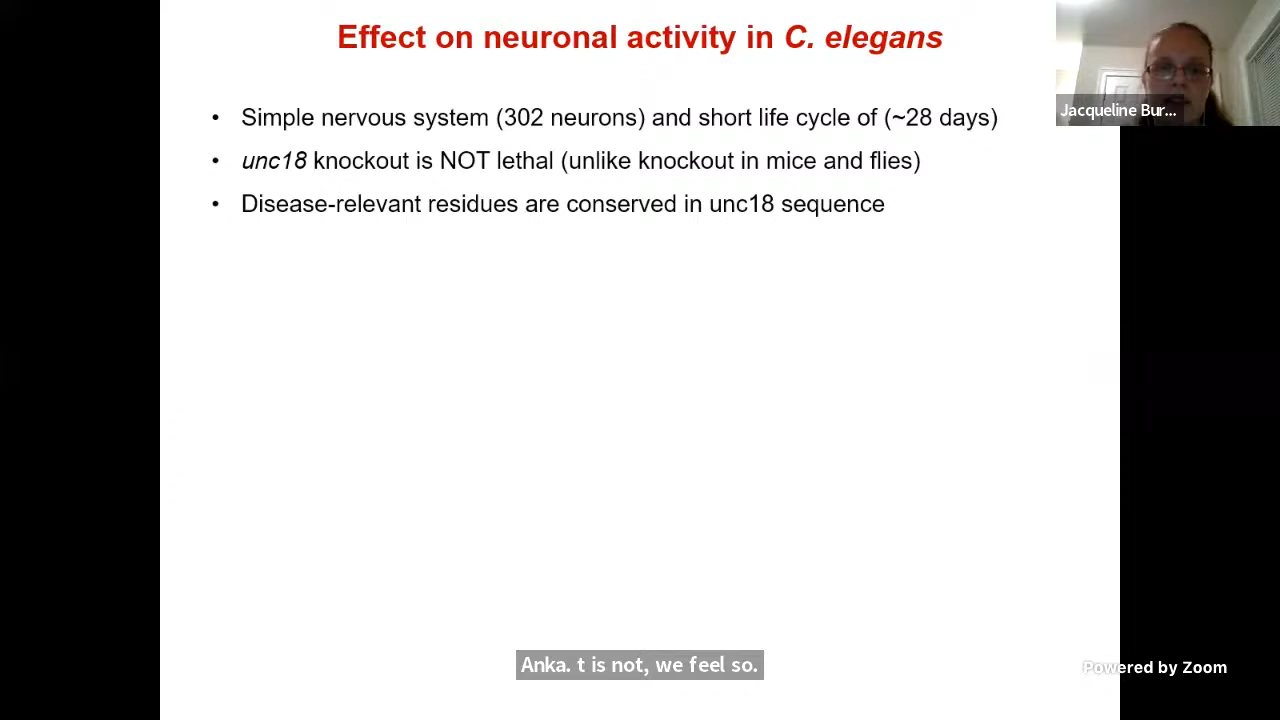 Effect on neuronal activity in C. elegans
Jacqueline Bur...
• Simple nervous system (302 neurons) and short life cycle of (~28 days)
• unc18 knockout is NOT lethal (unlike knockout in mice and flies)
• Disease-relevant residues are conserved in unc18 sequence
Anka. t is not, we feel so.
Powered by Zoom